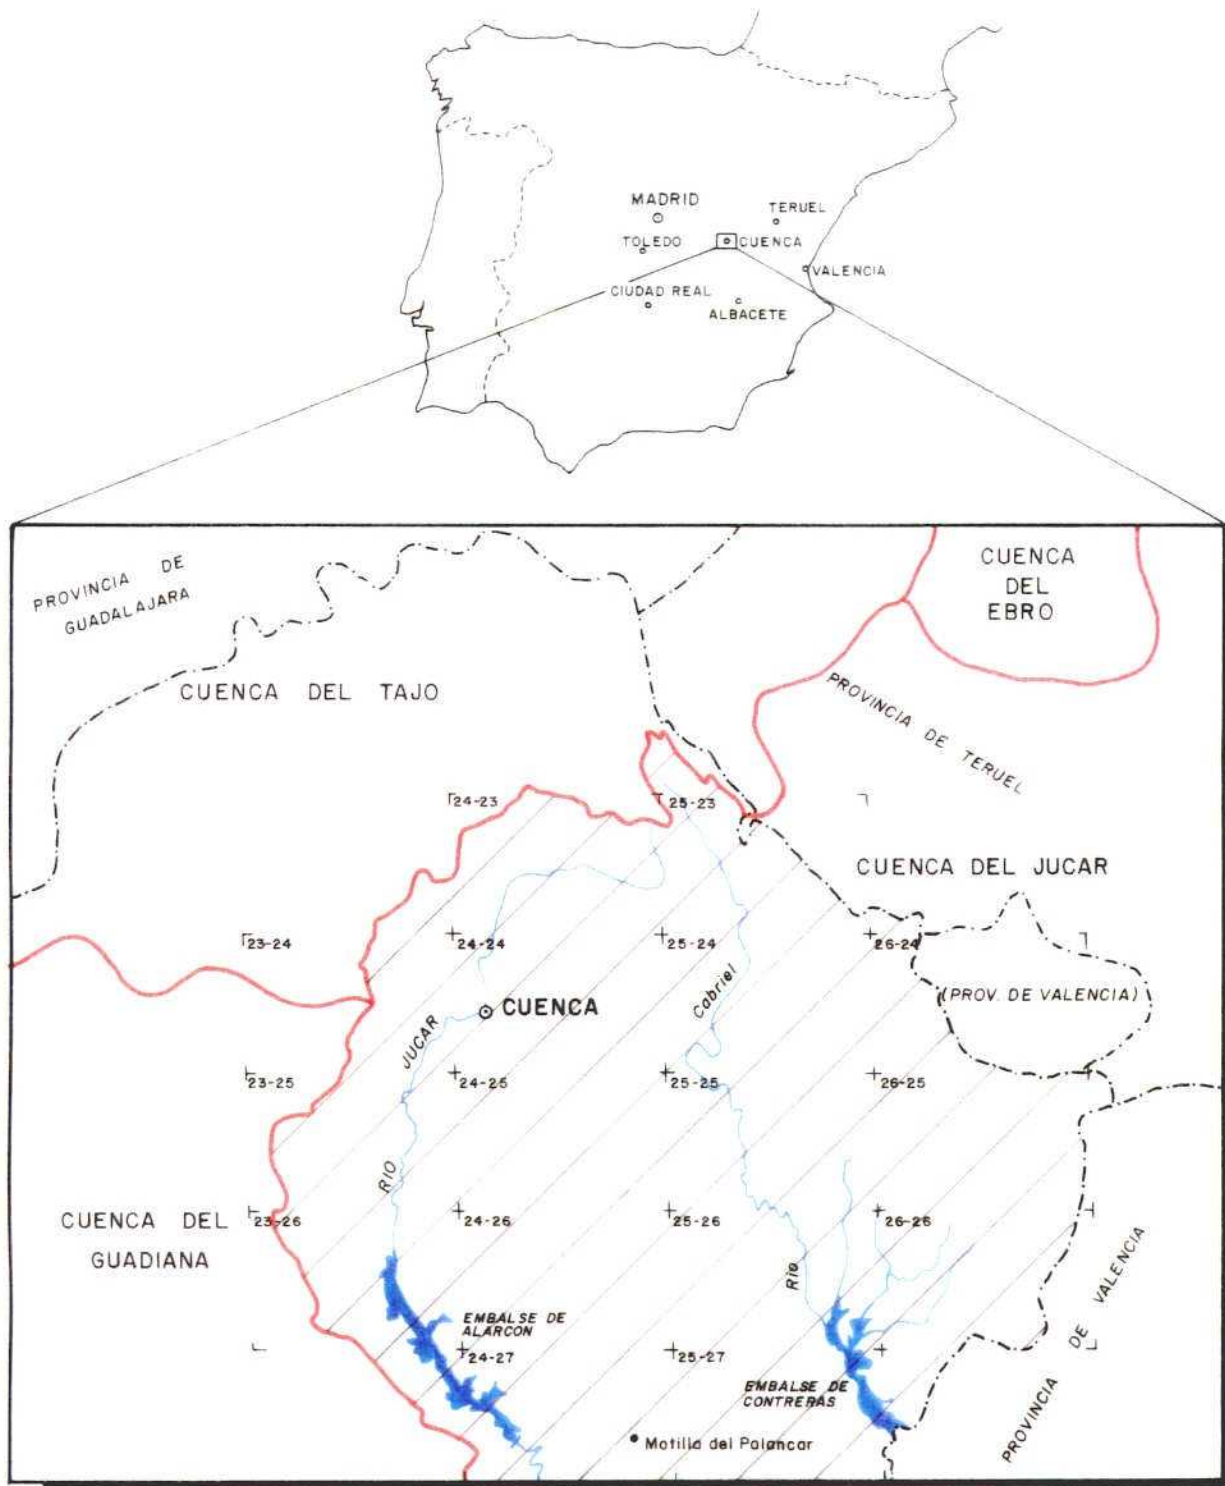 MADRID
TERUEL
TOLEDO
CUENCA
VALENCIA
CIUDAD REAL
ALBACETE
PROVINCIA DE
GUADALAJARA
CUENCA
DEL
EBRO
CUENCA DEL TAJO
PROVINCIA DE TERUEL
24-23
25-23
CUENCA DEL JUCAR
23-24
24-24
25-24
26-24
Cabriel
(PROV. DE VALENCIA)
CUENCA
JUCAR
23-25
24-25
25-25
26-25
RIO
CUENCA DEL
GUADIANA
23-26
24-26
25-26
26-26
Rio
PROVINCIA DE VALENCIA
EMBALSE DE
ALARCON
24-27
25-27
EMBALSE DE
CONTRERAS
Motilla del Palancar